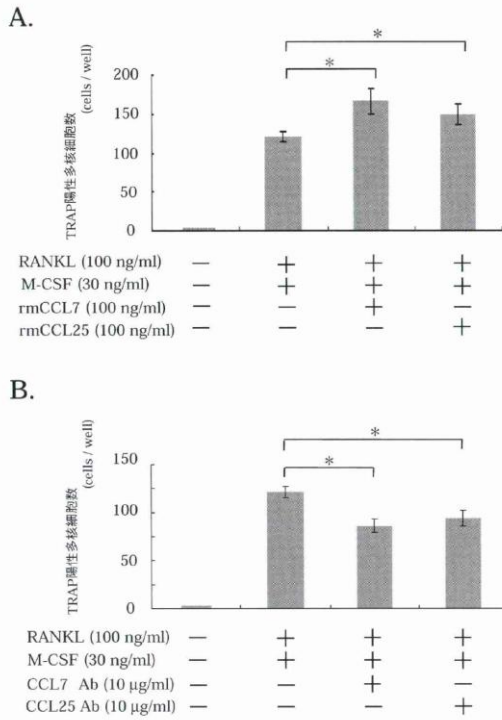 A.
*
*
TRAP陽性多核細胞数
(cells / well)
200
150
100
50
0
RANKL (100 ng/ml) — + + +
M-CSF (30 ng/ml) — + + +
rmCCL7 (100 ng/ml) — — + —
rmCCL25 (100 ng/ml) — — — +
B.
*
*
TRAP陽性多核細胞数
(cells / well)
150
100
50
0
RANKL (100 ng/ml) — + + +
M-CSF (30 ng/ml) — + + +
CCL7 Ab (10 μg/ml) — — + —
CCL25 Ab (10 μg/ml) — — — +